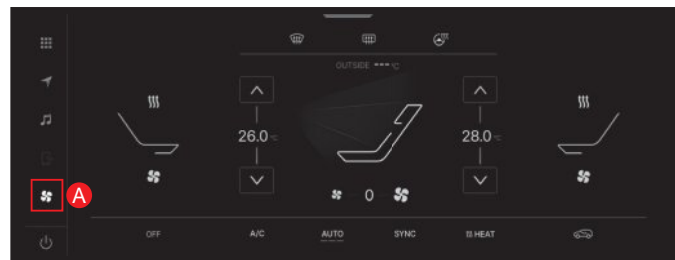 OUTSIDE --- °C
26.0 °C
28.0 °C
A
0
OFF A/C AUTO SYNC HEAT